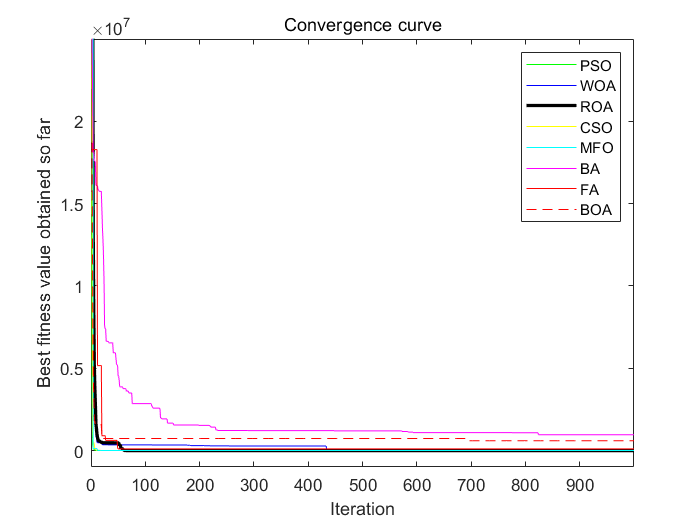 Convergence curve
×10^7
Best fitness value obtained so far
2
1.5
1
0.5
0
0 100 200 300 400 500 600 700 800 900
Iteration
PSO
WOA
ROA
CSO
MFO
BA
FA
BOA